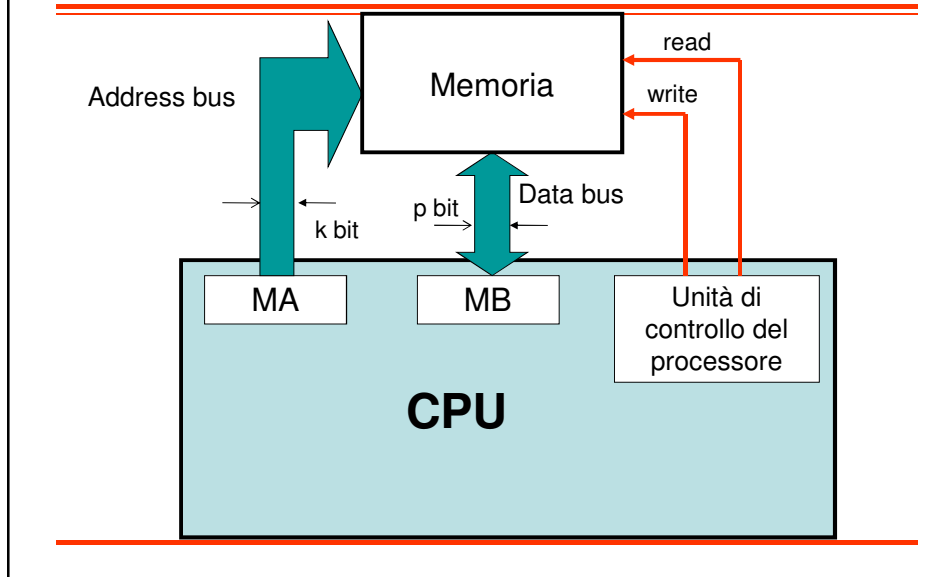 read
Memoria
Address bus
write
Data bus
p bit
k bit
MA
MB
Unità di
controllo del
processore
CPU